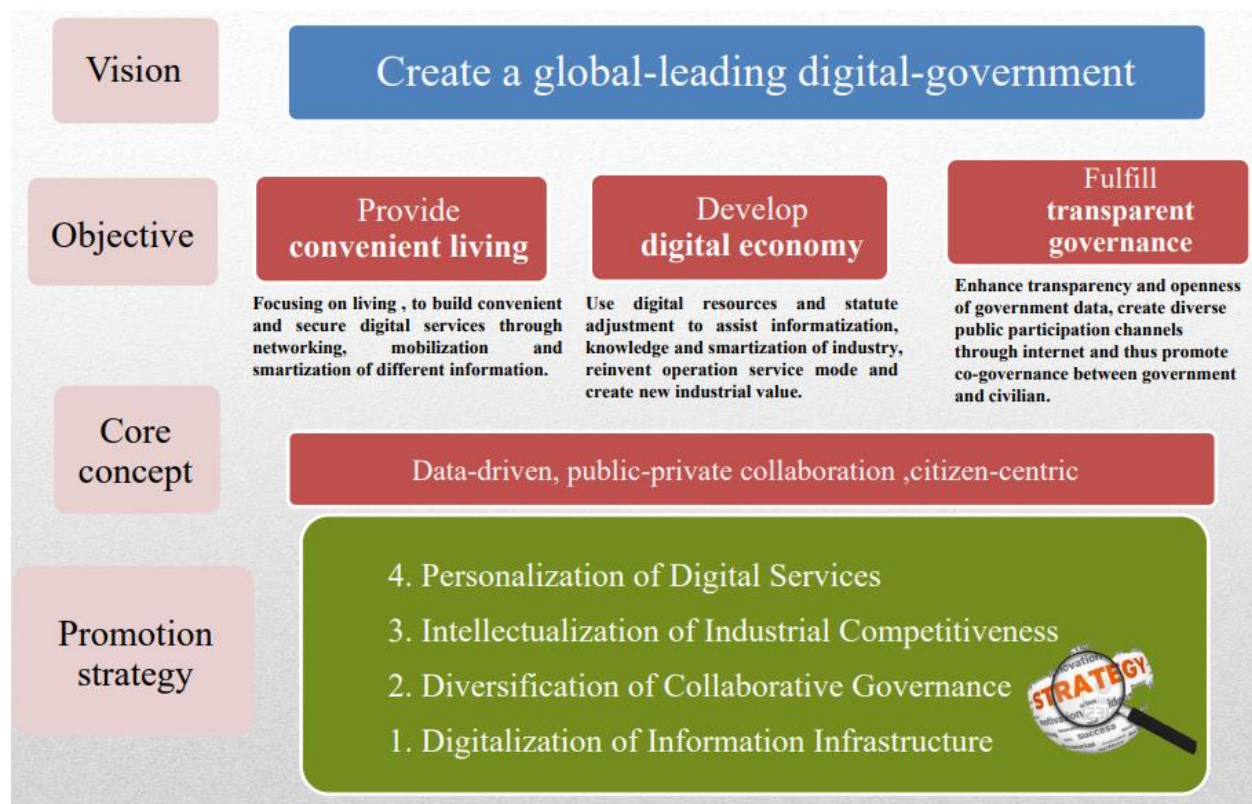 Vision
Create a global-leading digital-government
Objective
Provide
convenient living
Focusing on living , to build convenient
and secure digital services through
networking, mobilization and
smartization of different information.
Develop
digital economy
Use digital resources and statute
adjustment to assist informatization,
knowledge and smartization of industry,
reinvent operation service mode and
create new industrial value.
Fulfill
transparent
governance
Enhance transparency and openness
of government data, create diverse
public participation channels
through internet and thus promote
co-governance between government
and civilian.
Core
concept
Data-driven, public-private collaboration ,citizen-centric
Promotion
strategy
4. Personalization of Digital Services
3. Intellectualization of Industrial Competitiveness
2. Diversification of Collaborative Governance
1. Digitalization of Information Infrastructure
STRATEGY
success